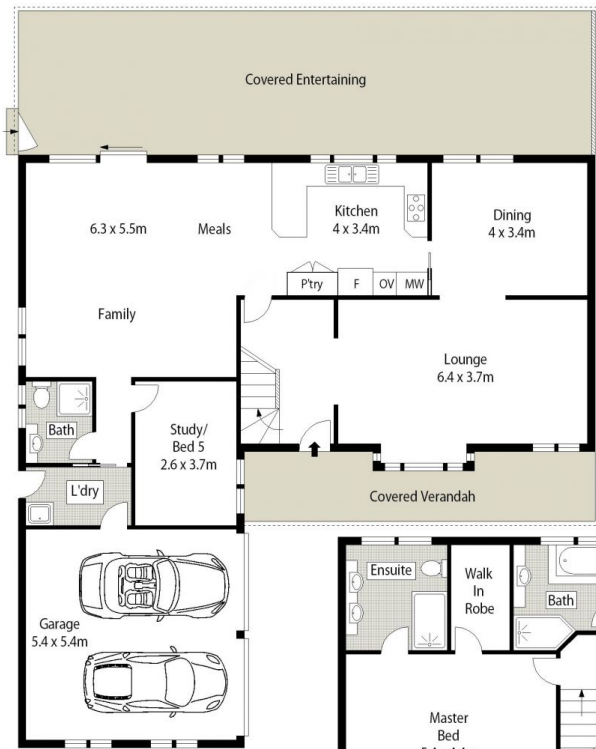 Covered Entertaining
6.3 x 5.5m
Meals
Kitchen
4 x 3.4m
Dining
4 x 3.4m
P'try
F
OV
MW
Family
Lounge
6.4 x 3.7m
Bath
Study/
Bed 5
2.6 x 3.7m
L'dry
Covered Verandah
Garage
5.4 x 5.4m
Ensuite
Walk
In
Robe
Bath
Master
Bed